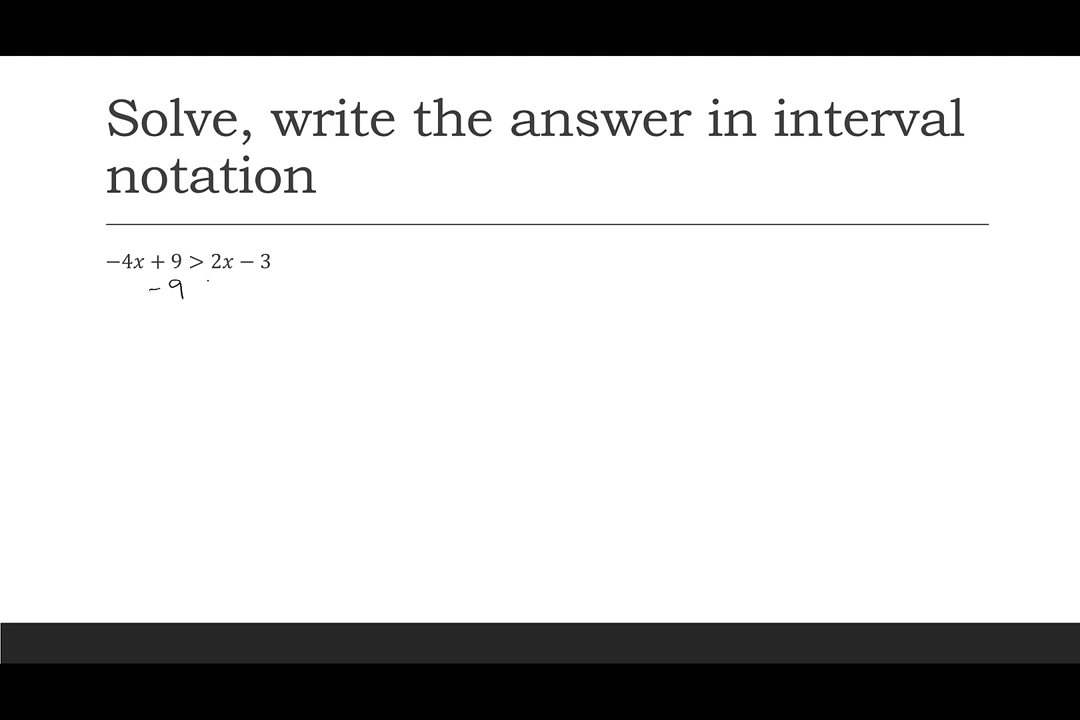 Solve, write the answer in interval
notation
−4x + 9 > 2x − 3
− 9